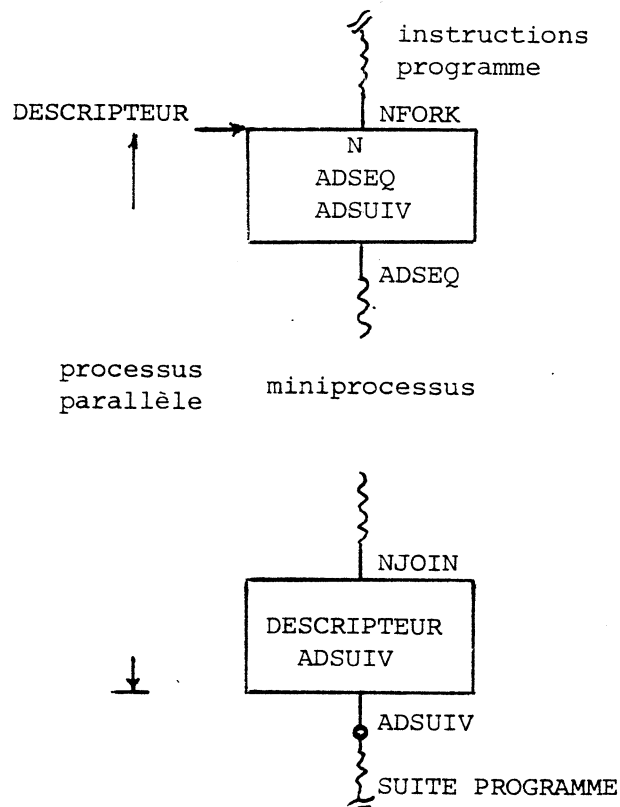 instructions
programme
DESCRIPTEUR
NFORK
N
ADSEQ
ADSUIV
ADSEQ
processus
parallèle
miniprocessus
NJOIN
DESCRIPTEUR
ADSUIV
ADSUIV
SUITE PROGRAMME